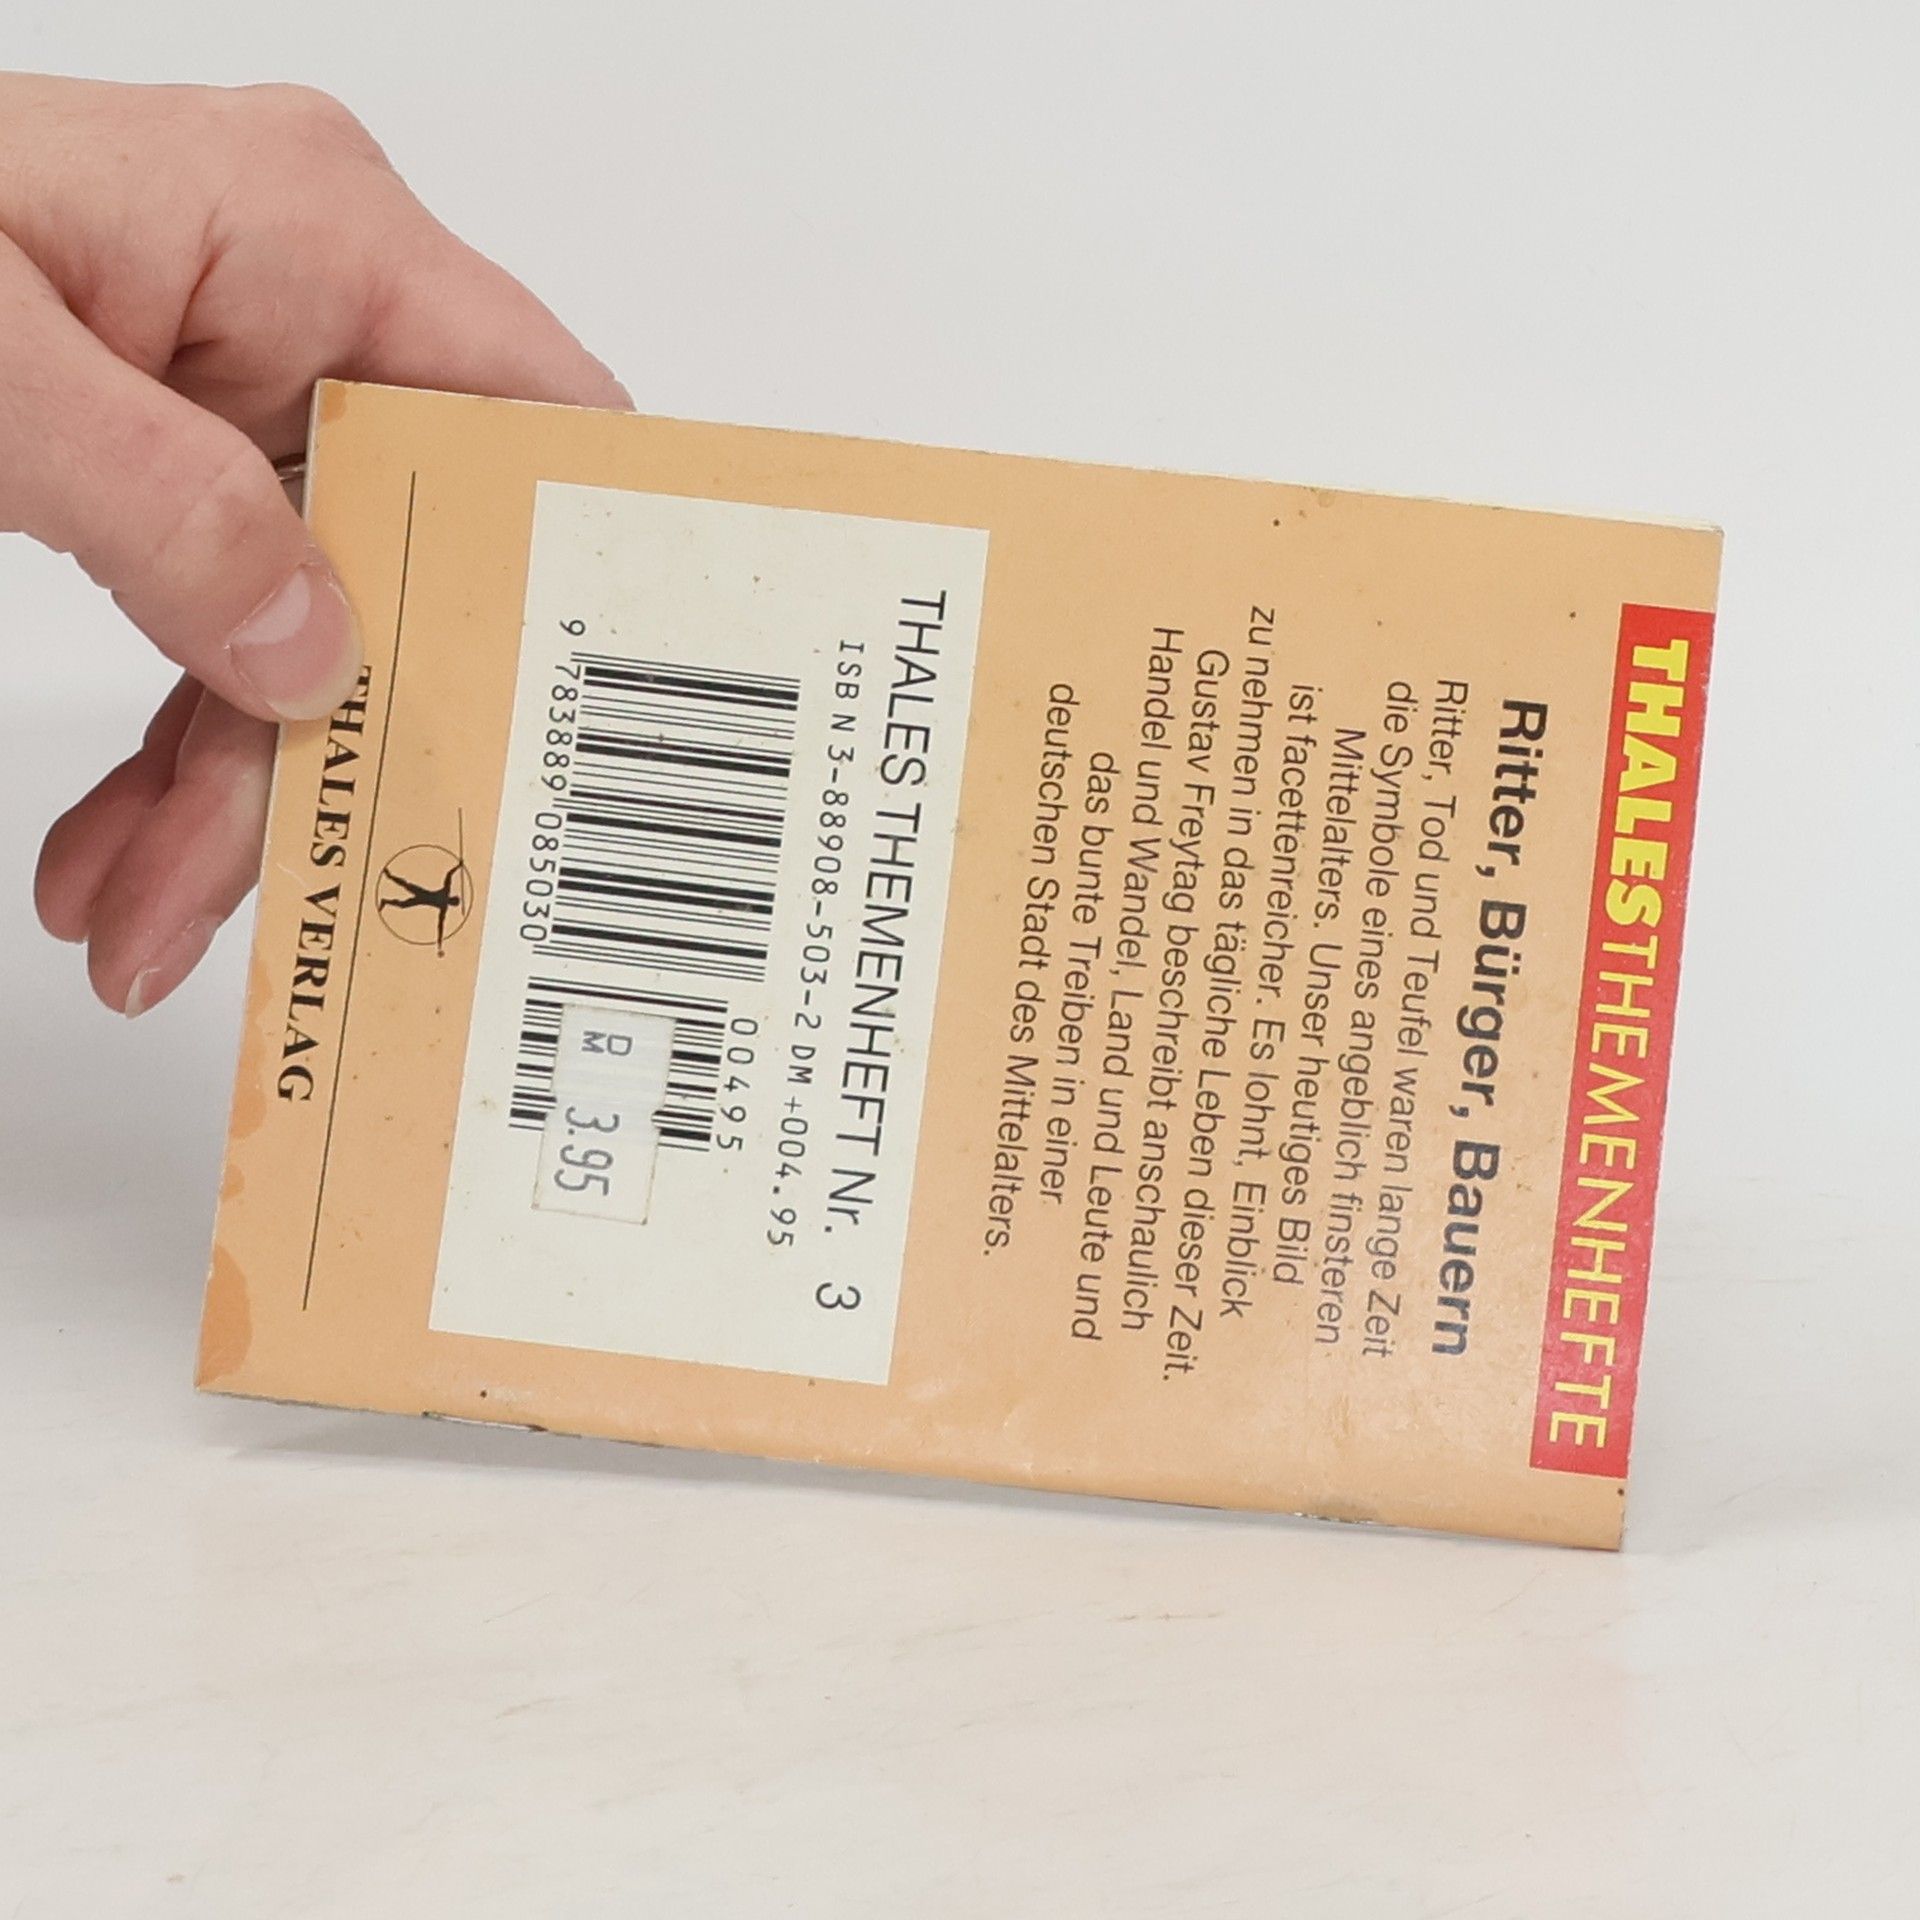 THALESTHEMENHEFTE
Ritter, Bürger, Bauern
Ritter, Tod und Teufel waren lange Zeit
die Symbole eines angeblich finsteren
Mittelalters. Unser heutiges Bild
ist facettenreicher. Es lohnt, Einblick
zu nehmen in das tägliche Leben dieser Zeit.
Gustav Freytag beschreibt anschaulich
Handel und Wandel, Land und Leute und
das bunte Treiben in einer
deutschen Stadt des Mittelalters.
THALES THEMENHEFT Nr. 3
ISBN 3-88908-503-2 DM +004.95
00495
9 783889 085030
DM 3.95
THALES VERLAG